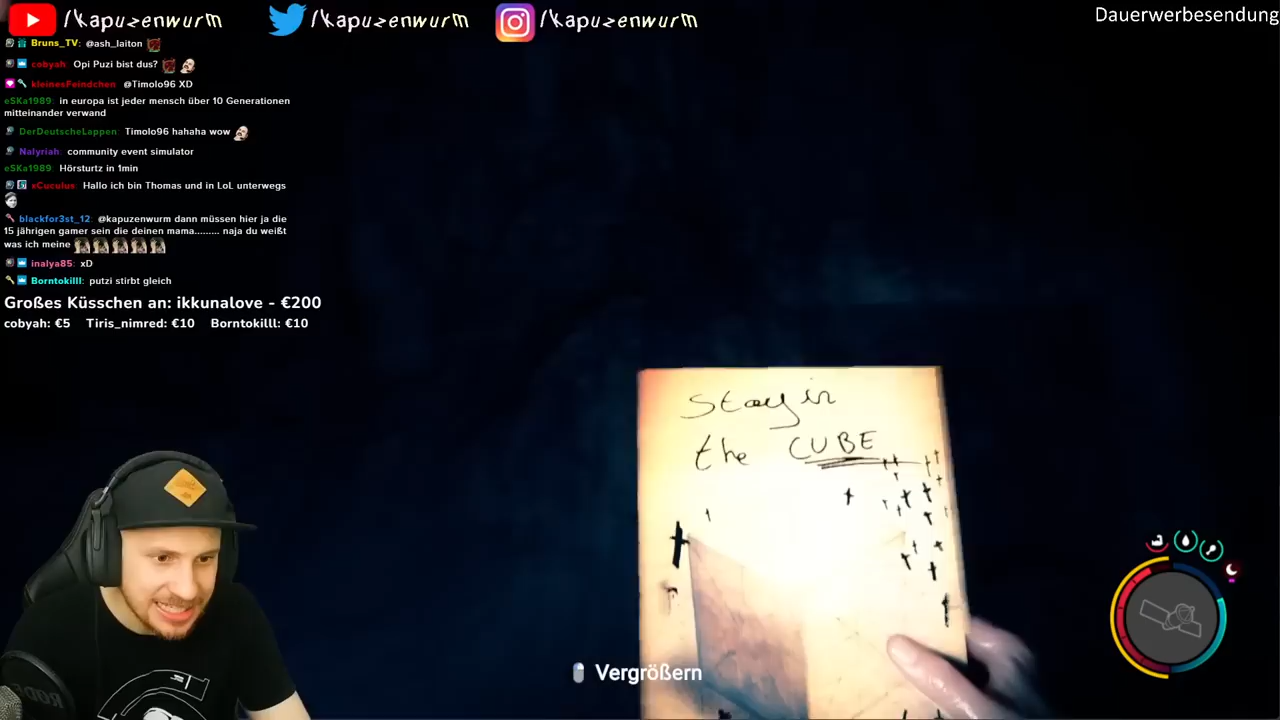 /kapuzenwurm /kapuzenwurm /kapuzenwurm Dauerwerbesendung
Bruns_TV: @ash_laiton
cobyah: Opi Puzi bist dus?
kleinesFeindchen: @Timolo96 XD
eSKa1989: in europa ist jeder mensch über 10 Generationen
mitteinander verwand
DerDeutscheLappen: Timolo96 hahaha wow
Nalyriah: community event simulator
eSKa1989: Hörsturtz in 1min
xCuculus: Hallo ich bin Thomas und in LoL unterwegs
blackfor3st_12: @kapuzenwurm dann müssen hier ja die
15 jährigen gamer sein die deinen mama......... naja du weißt
was ich meine
inalya85: xD
Borntokilll: putzi stirbt gleich
Großes Küsschen an: ikkunalove - €200
cobyah: €5 Tiris_nimred: €10 Borntokilll: €10
Stay in
the CUBE
Vergrößern